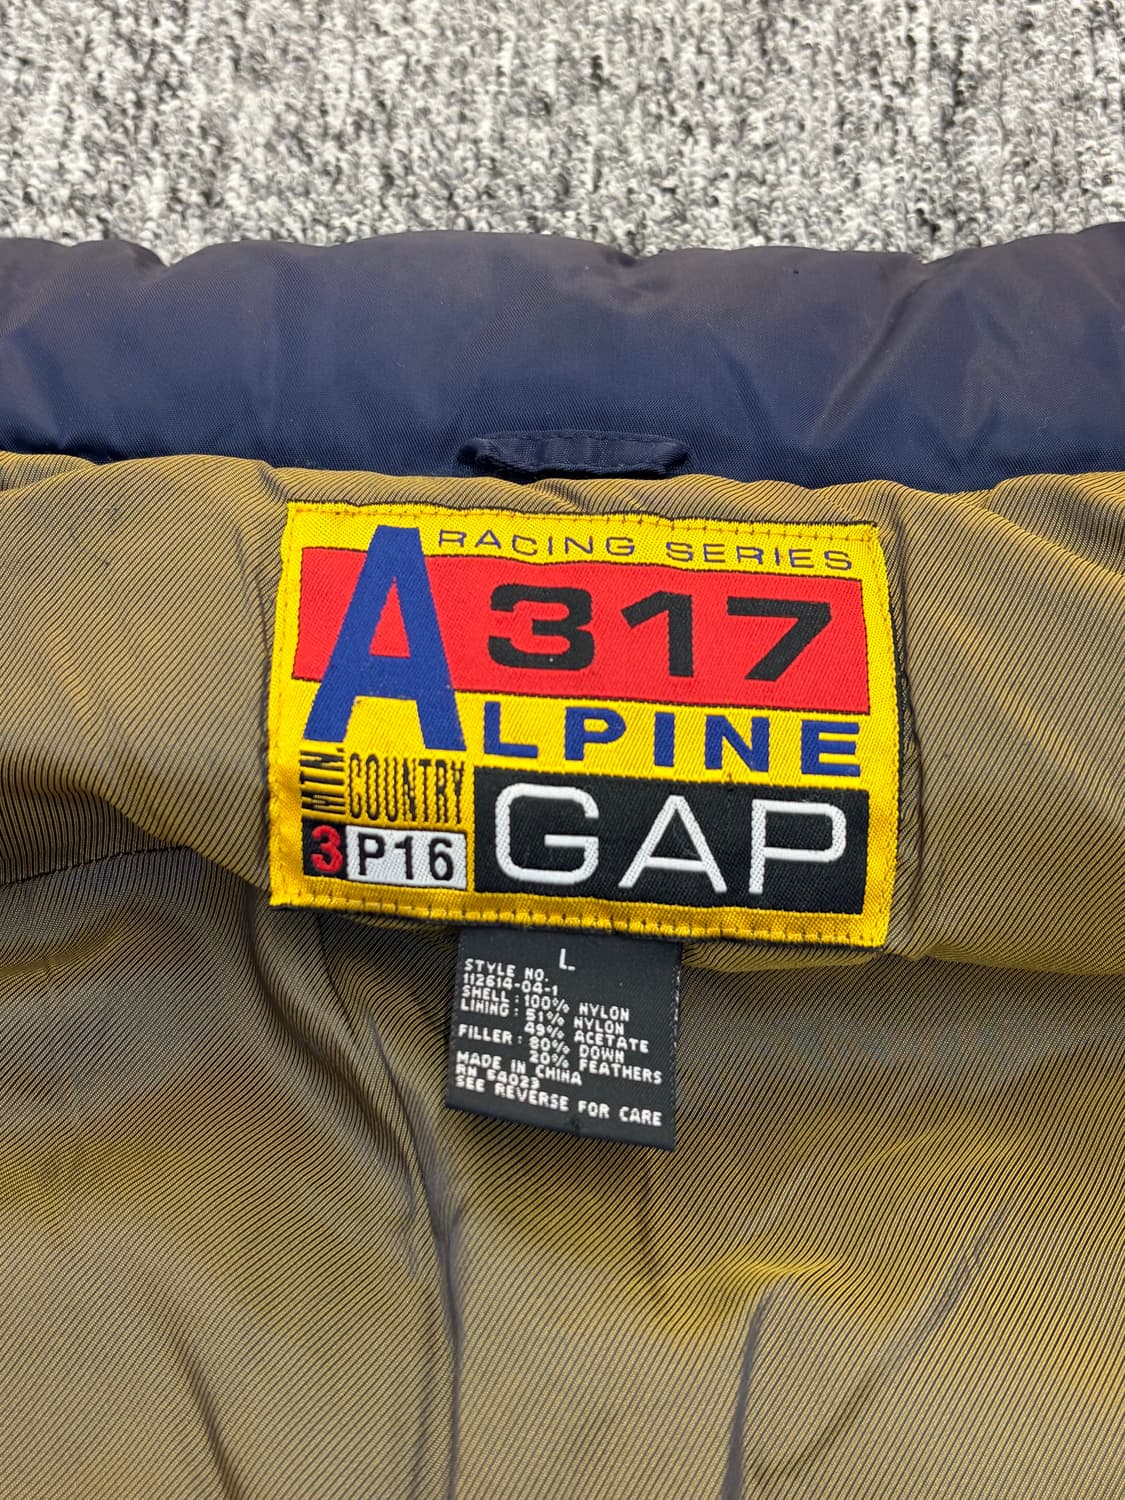 RACING SERIES
A 317
ALPINE
MTN. COUNTRY
3 P16
GAP
L
STYLE NO.
112614-04-1
SHELL : 100% NYLON
LINING : 51% NYLON
49% ACETATE
FILLER : 80% DOWN
20% FEATHERS
MADE IN CHINA
RN 54023
SEE REVERSE FOR CARE